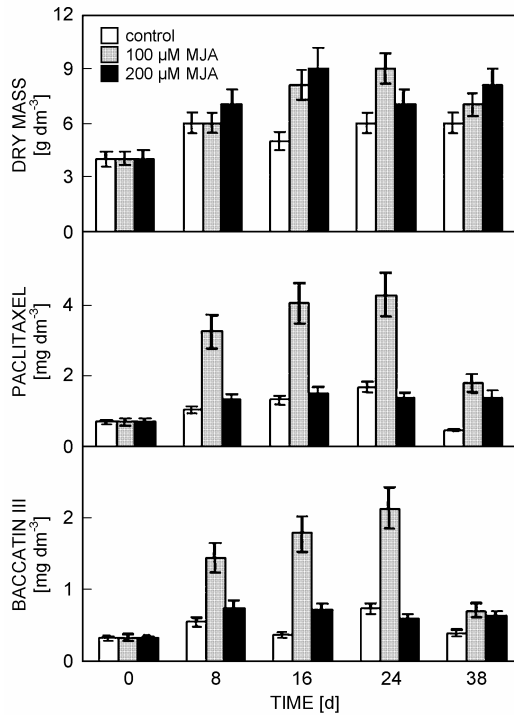 12
9
6
3
0
DRY MASS
[g dm-3]
control
100 µM MJA
200 µM MJA
4
2
0
PACLITAXEL
[mg dm-3]
2
1
0
BACCATIN III
[mg dm-3]
0 8 16 24 38
TIME [d]